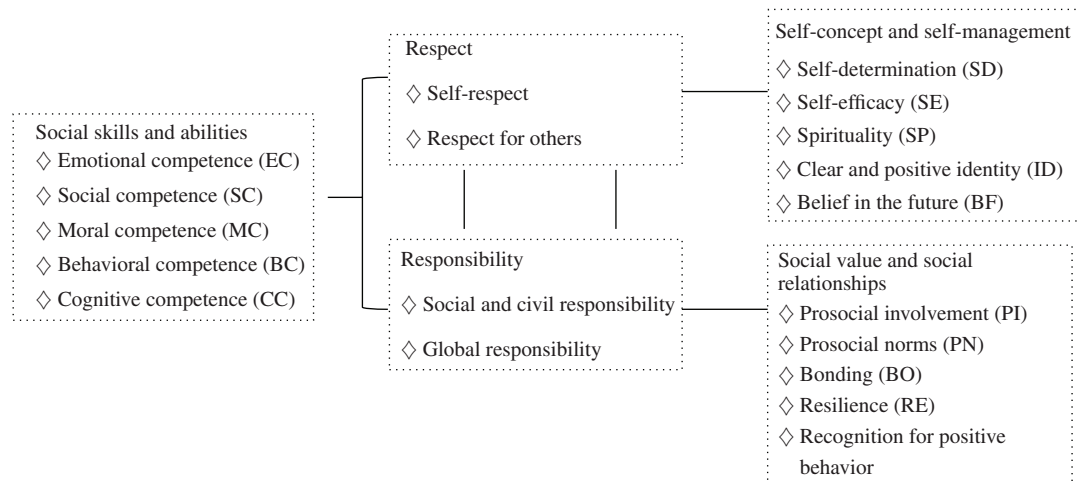 Social skills and abilities
◇ Emotional competence (EC)
◇ Social competence (SC)
◇ Moral competence (MC)
◇ Behavioral competence (BC)
◇ Cognitive competence (CC)
Respect
◇ Self-respect
◇ Respect for others
Responsibility
◇ Social and civil responsibility
◇ Global responsibility
Self-concept and self-management
◇ Self-determination (SD)
◇ Self-efficacy (SE)
◇ Spirituality (SP)
◇ Clear and positive identity (ID)
◇ Belief in the future (BF)
Social value and social
relationships
◇ Prosocial involvement (PI)
◇ Prosocial norms (PN)
◇ Bonding (BO)
◇ Resilience (RE)
◇ Recognition for positive
behavior